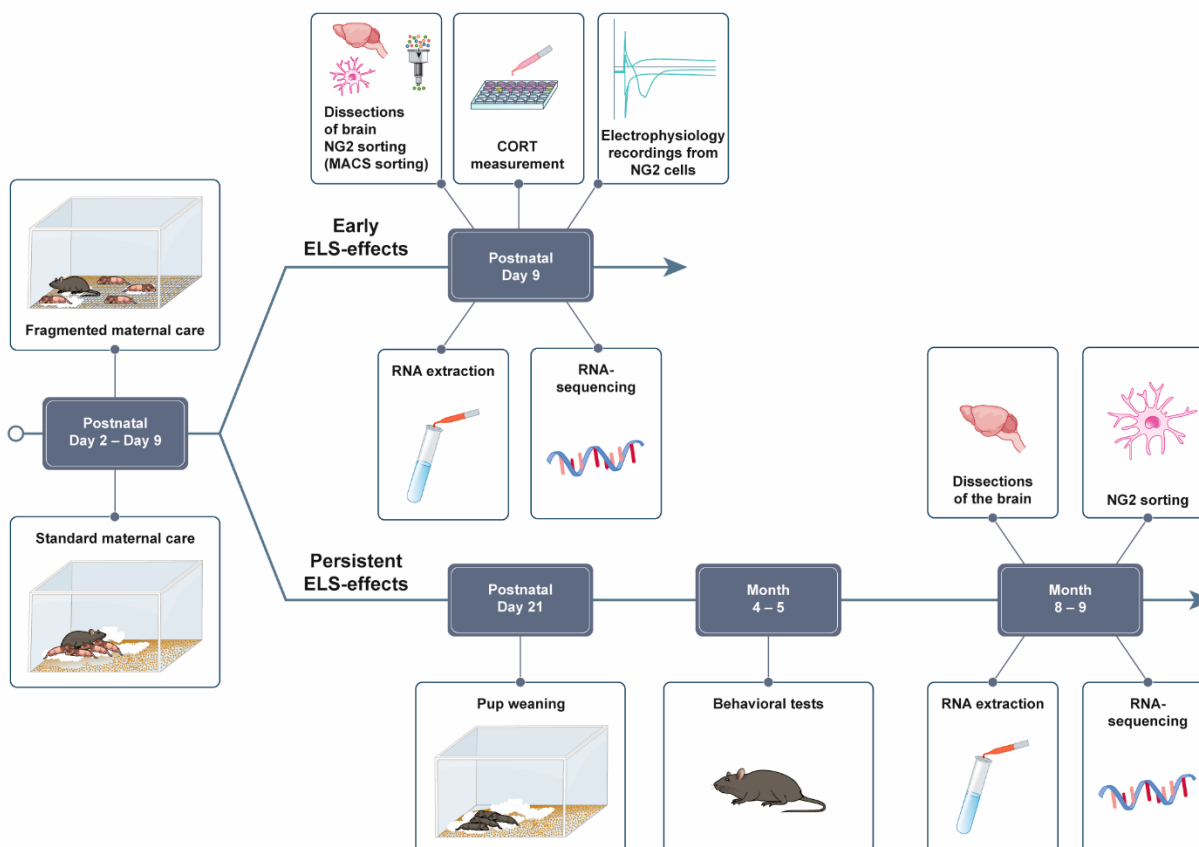 Dissections
of brain
NG2 sorting
(MACS sorting)
CORT
measurement
Electrophysiology
recordings from
NG2 cells
Fragmented maternal care
Early
ELS-effects
Postnatal
Day 9
RNA extraction
RNA-
sequencing
Postnatal
Day 2 – Day 9
Standard maternal care
Persistent
ELS-effects
Postnatal
Day 21
Month
4 – 5
Month
8 – 9
Dissections
of the brain
NG2 sorting
Pup weaning
Behavioral tests
RNA extraction
RNA-
sequencing